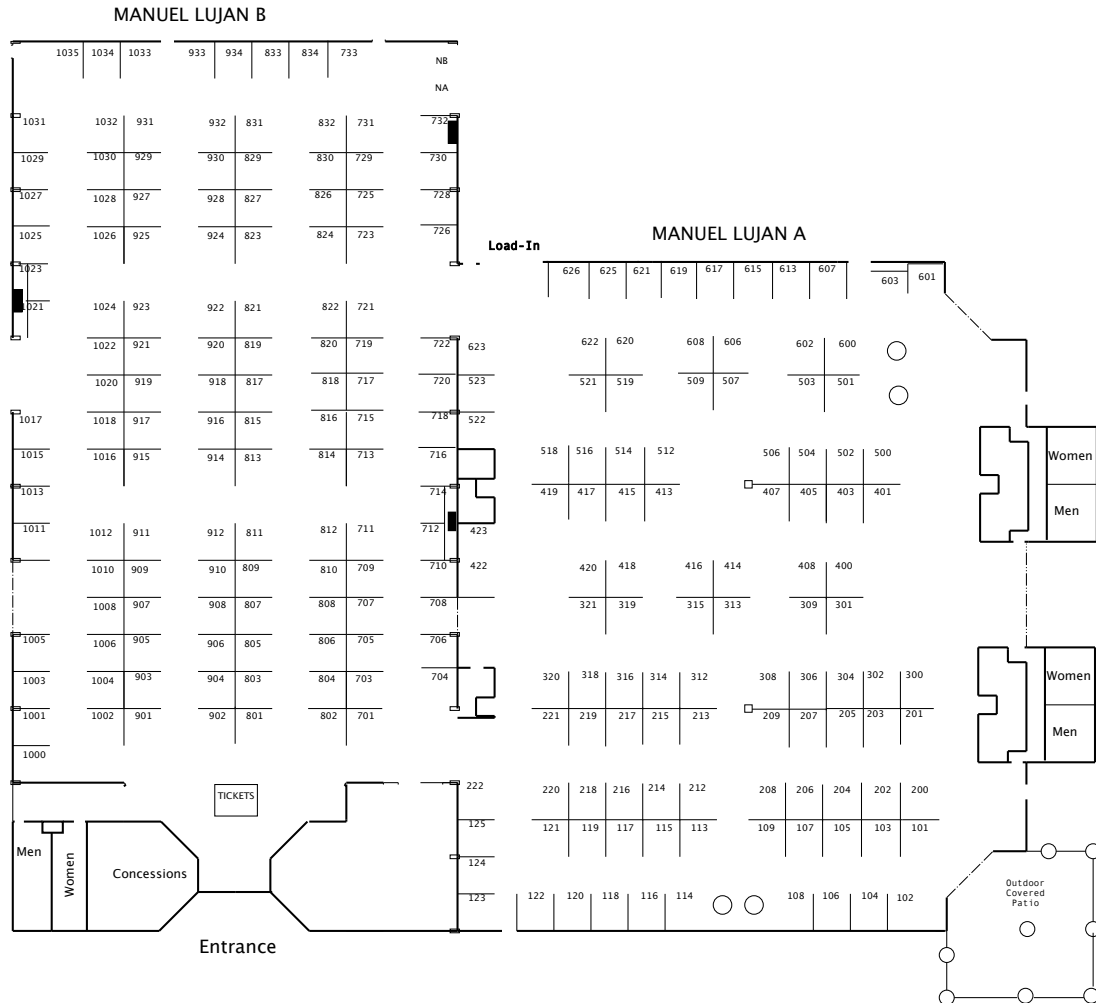 MANUEL LUJAN B
1035 1034 1033 933 934 833 834 733
NB
NA
1031 1032 931 932 831 832 731 732
1029 1030 929 930 829 830 729 730
1027 1028 927 928 827 826 725 728
1025 1026 925 924 823 824 723 726
1023
1021 1024 923 922 821 822 721
1022 921 920 819 820 719 722
1020 919 918 817 818 717 720
1017 1018 917 916 815 816 715 718
1015 1016 915 914 813 814 713 716
1013 714
1011 1012 911 912 811 812 711 712
1010 909 910 809 810 709 710
1008 907 908 807 808 707 708
1005 1006 905 906 805 806 705 706
1003 1004 903 904 803 804 703 704
1001 1002 901 902 801 802 701
1000
TICKETS
Men
Women
Concessions
Entrance
Load-In
MANUEL LUJAN A
626 625 621 619 617 615 613 607 603 601
623 622 620 608 606 602 600
523 521 519 509 507 503 501
522
518 516 514 512 506 504 502 500
419 417 415 413 407 405 403 401
423
422 420 418 416 414 408 400
321 319 315 313 309 301
320 318 316 314 312 308 306 304 302 300
221 219 217 215 213 209 207 205 203 201
222 220 218 216 214 212 208 206 204 202 200
125 121 119 117 115 113 109 107 105 103 101
124
123 122 120 118 116 114 108 106 104 102
Women
Men
Women
Men
Outdoor
Covered
Patio